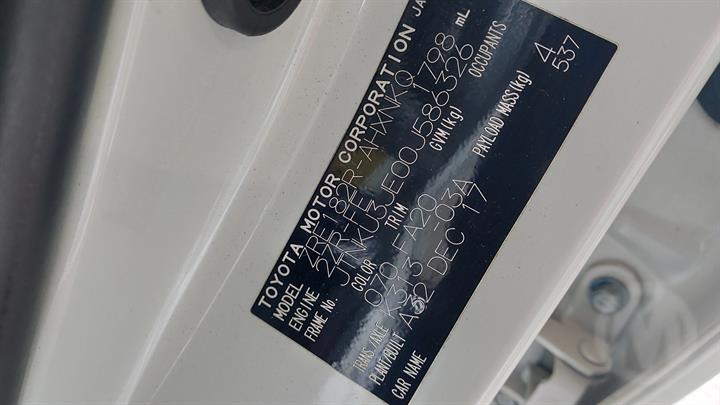 TOYOTA MOTOR CORPORATION JA
MODEL ZRE182R-AHXNKQ
ENGINE 2ZR-FE 1798 mL
FRAME No. JTNKU3JE00J586326
COLOR TRIM GVM(kg) OCCUPANTS 4
070 FA20 PAYLOAD MASS(kg) 537
TRANS./AXLE K313 -03A
PLANT/BUILT A32 DEC 17
CAR NAME